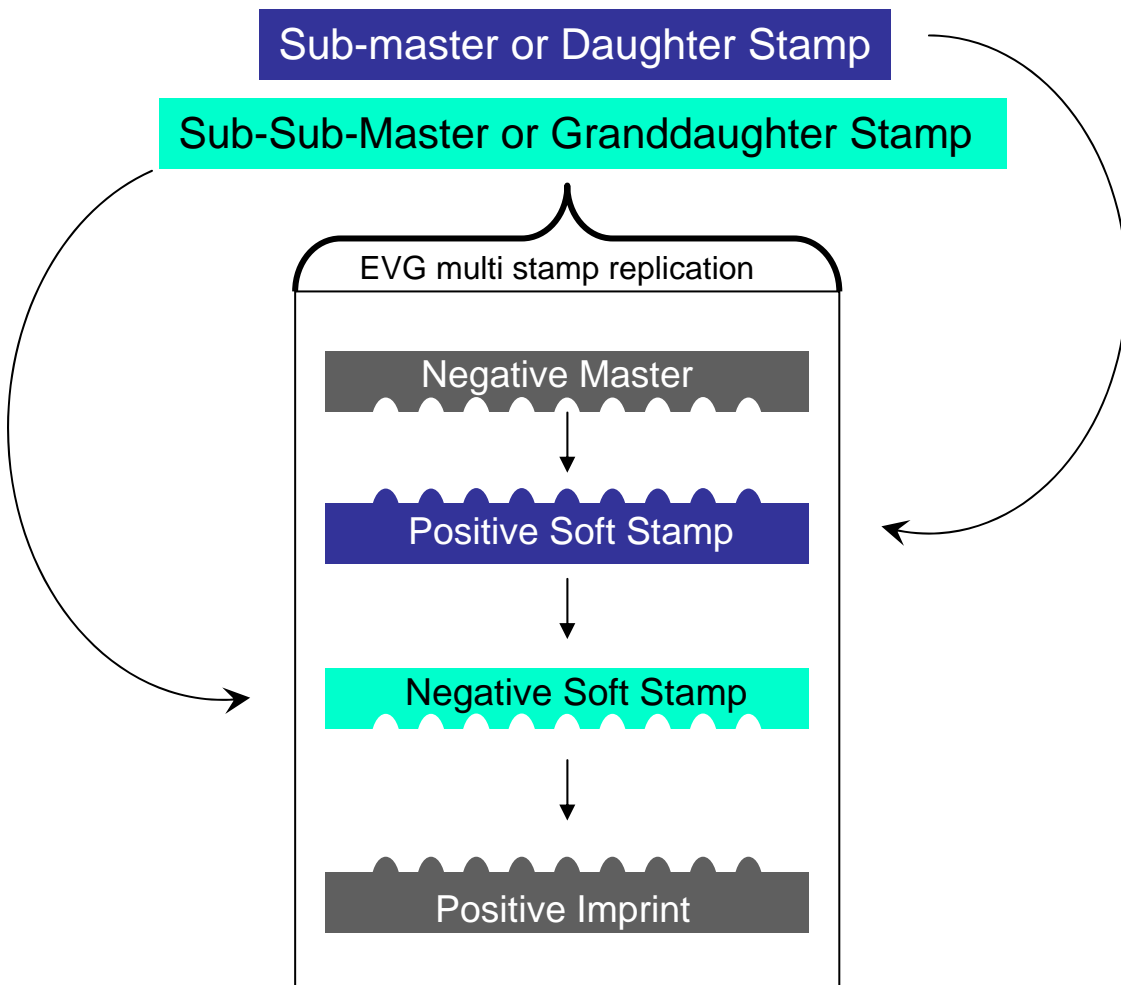 Sub-master or Daughter Stamp
Sub-Sub-Master or Granddaughter Stamp
EVG multi stamp replication
Negative Master
Positive Soft Stamp
Negative Soft Stamp
Positive Imprint